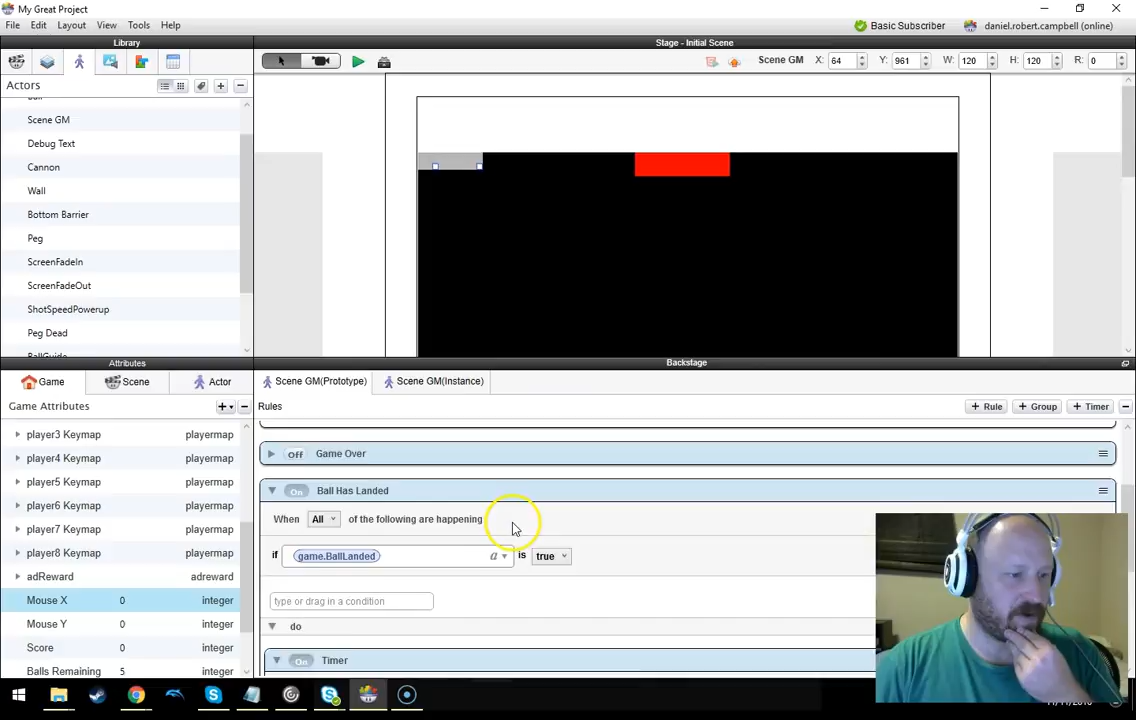 My Great Project
File Edit Layout View Tools Help
Basic Subscriber
daniel.robert.campbell (online)
Library
Stage - Initial Scene
Scene GM X: 64 Y: 961 W: 120 H: 120 R: 0
Actors
Scene GM
Debug Text
Cannon
Wall
Bottom Barrier
Peg
ScreenFadeIn
ScreenFadeOut
ShotSpeedPowerup
Peg Dead
BallGuide
Attributes
Backstage
Game Scene Actor
Scene GM(Prototype) Scene GM(Instance)
Game Attributes
Rules
+ Rule + Group + Timer
player3 Keymap playermap
player4 Keymap playermap
player5 Keymap playermap
player6 Keymap playermap
player7 Keymap playermap
player8 Keymap playermap
adReward adreward
Mouse X 0 integer
Mouse Y 0 integer
Score 0 integer
Balls Remaining 5 integer
Off Game Over
On Ball Has Landed
When All of the following are happening
if game.BallLanded a is true
type or drag in a condition
do
On Timer